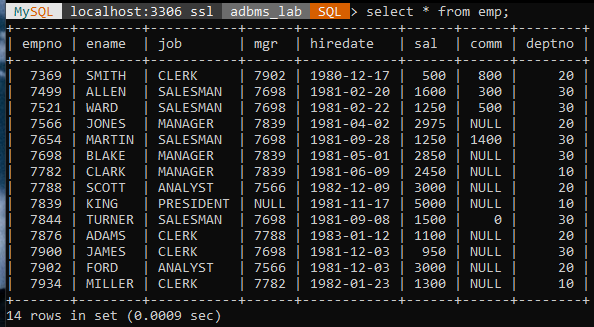 MySQL localhost:3306 ssl adbms_lab SQL > select * from emp;
+-------+--------+-----------+------+------------+------+------+--------+
| empno | ename  | job       | mgr  | hiredate   | sal  | comm | deptno |
+-------+--------+-----------+------+------------+------+------+--------+
|  7369 | SMITH  | CLERK     | 7902 | 1980-12-17 |  500 |  800 |     20 |
|  7499 | ALLEN  | SALESMAN  | 7698 | 1981-02-20 | 1600 |  300 |     30 |
|  7521 | WARD   | SALESMAN  | 7698 | 1981-02-22 | 1250 |  500 |     30 |
|  7566 | JONES  | MANAGER   | 7839 | 1981-04-02 | 2975 | NULL |     20 |
|  7654 | MARTIN | SALESMAN  | 7698 | 1981-09-28 | 1250 | 1400 |     30 |
|  7698 | BLAKE  | MANAGER   | 7839 | 1981-05-01 | 2850 | NULL |     30 |
|  7782 | CLARK  | MANAGER   | 7839 | 1981-06-09 | 2450 | NULL |     10 |
|  7788 | SCOTT  | ANALYST   | 7566 | 1982-12-09 | 3000 | NULL |     20 |
|  7839 | KING   | PRESIDENT | NULL | 1981-11-17 | 5000 | NULL |     10 |
|  7844 | TURNER | SALESMAN  | 7698 | 1981-09-08 | 1500 |    0 |     30 |
|  7876 | ADAMS  | CLERK     | 7788 | 1983-01-12 | 1100 | NULL |     20 |
|  7900 | JAMES  | CLERK     | 7698 | 1981-12-03 |  950 | NULL |     30 |
|  7902 | FORD   | ANALYST   | 7566 | 1981-12-03 | 3000 | NULL |     20 |
|  7934 | MILLER | CLERK     | 7782 | 1982-01-23 | 1300 | NULL |     10 |
+-------+--------+-----------+------+------------+------+------+--------+
14 rows in set (0.0009 sec)